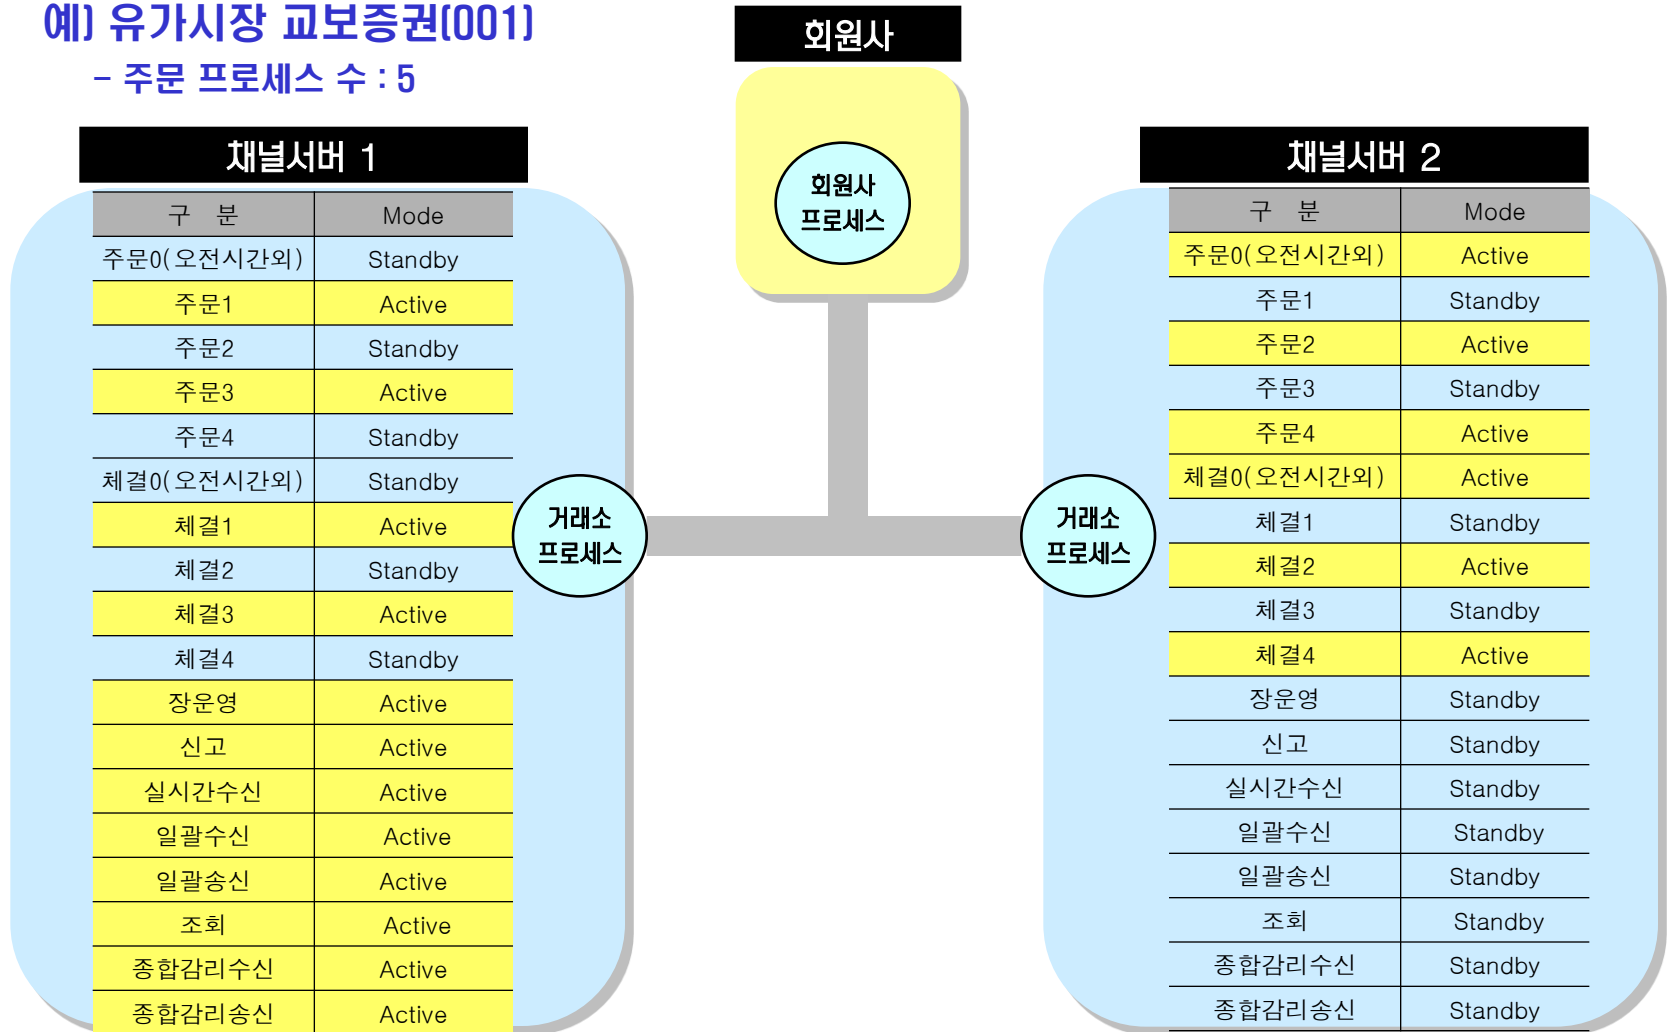 예) 유가시장 교보증권(001)
- 주문 프로세스 수 : 5
회원사
회원사
프로세스
채널서버 1
구 분 Mode
주문0(오전시간외) Standby
주문1 Active
주문2 Standby
주문3 Active
주문4 Standby
체결0(오전시간외) Standby
체결1 Active
체결2 Standby
체결3 Active
체결4 Standby
장운영 Active
신고 Active
실시간수신 Active
일괄수신 Active
일괄송신 Active
조회 Active
종합감리수신 Active
종합감리송신 Active
거래소
프로세스
거래소
프로세스
채널서버 2
구 분 Mode
주문0(오전시간외) Active
주문1 Standby
주문2 Active
주문3 Standby
주문4 Active
체결0(오전시간외) Active
체결1 Standby
체결2 Active
체결3 Standby
체결4 Active
장운영 Standby
신고 Standby
실시간수신 Standby
일괄수신 Standby
일괄송신 Standby
조회 Standby
종합감리수신 Standby
종합감리송신 Standby